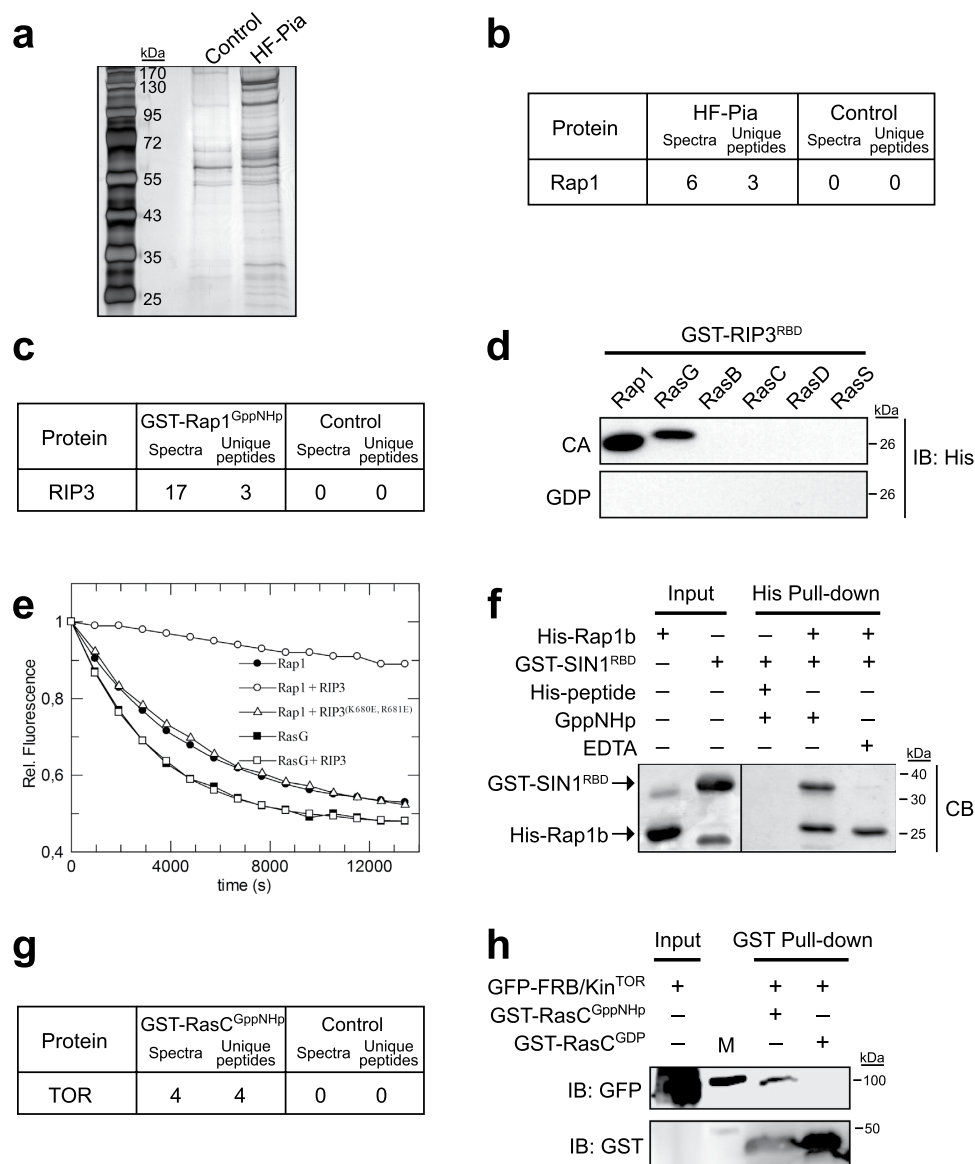 a
kDa
Control
HF-Pia
170
130
95
72
55
43
35
25
b
Protein
HF-Pia
Control
Spectra
Unique peptides
Spectra
Unique peptides
Rap1
6
3
0
0
c
Protein
GST-Rap1GppNHp
Control
Spectra
Unique peptides
Spectra
Unique peptides
RIP3
17
3
0
0
d
GST-RIP3RBD
Rap1
RasG
RasB
RasC
RasD
RasS
kDa
CA
26
GDP
26
IB: His
e
Rel. Fluorescence
1
0,8
0,6
0,4
0
4000
8000
12000
time (s)
Rap1
Rap1 + RIP3
Rap1 + RIP3(K680E, R681E)
RasG
RasG + RIP3
f
Input
His Pull-down
His-Rap1b + – – + +
GST-SIN1RBD – + + + +
His-peptide – – + – –
GppNHp – – + + –
EDTA – – – – +
kDa
GST-SIN1RBD
40
30
His-Rap1b
25
CB
g
Protein
GST-RasCGppNHp
Control
Spectra
Unique peptides
Spectra
Unique peptides
TOR
4
4
0
0
h
Input
GST Pull-down
GFP-FRB/KinTOR + + +
GST-RasCGppNHp – + –
GST-RasCGDP – M – +
kDa
IB: GFP
100
IB: GST
50